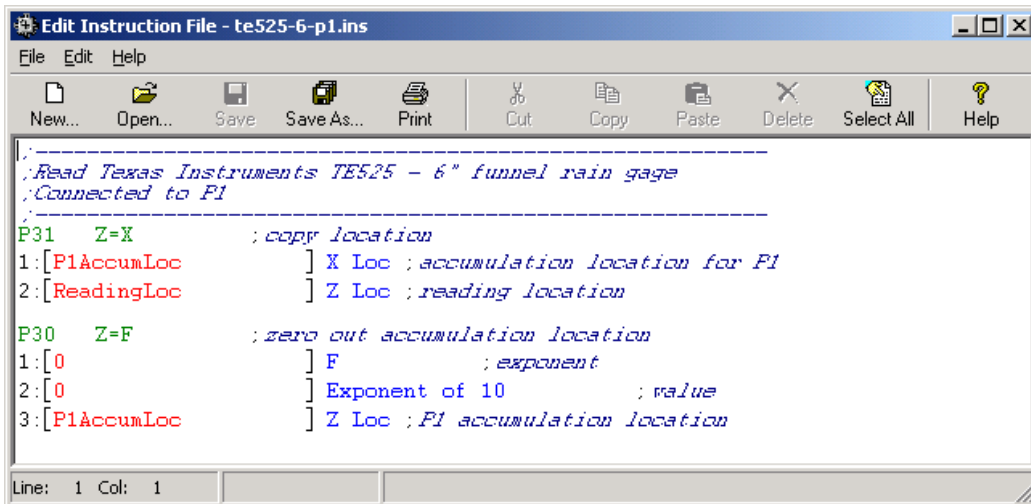 Edit Instruction File - te525-6-p1.ins
File Edit Help
New... Open... Save Save As... Print Cut Copy Paste Delete Select All Help
;------------------------------------------------------------
;Read Texas Instruments TE525 - 6" funnel rain gage
;Connected to P1
;------------------------------------------------------------
P31 Z=X ;copy location
1:[P1AccumLoc ] X Loc ;accumulation location for P1
2:[ReadingLoc ] Z Loc ;reading location
P30 Z=F ;zero out accumulation location
1:[0 ] F ;exponent
2:[0 ] Exponent of 10 ;value
3:[P1AccumLoc ] Z Loc ;P1 accumulation location
Line: 1 Col: 1